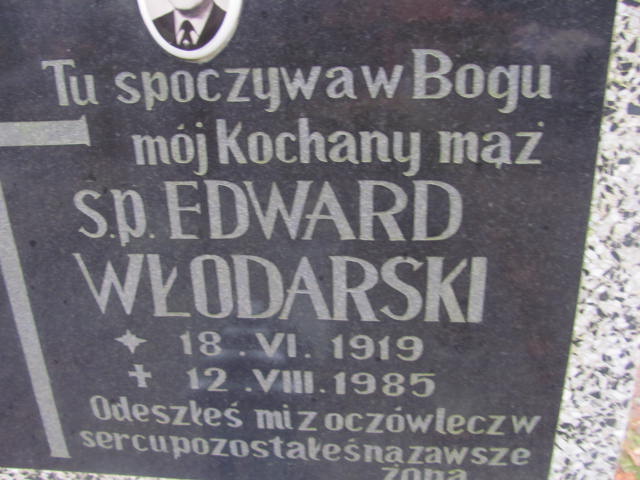 Tu spoczywa w Bogu
mój Kochany mąż
ś.p. EDWARD
WŁODARSKI
18. VI. 1919
12. VIII. 1985
Odeszłeś mi z oczów lecz w
sercu pozostałeś na zawsze
żona